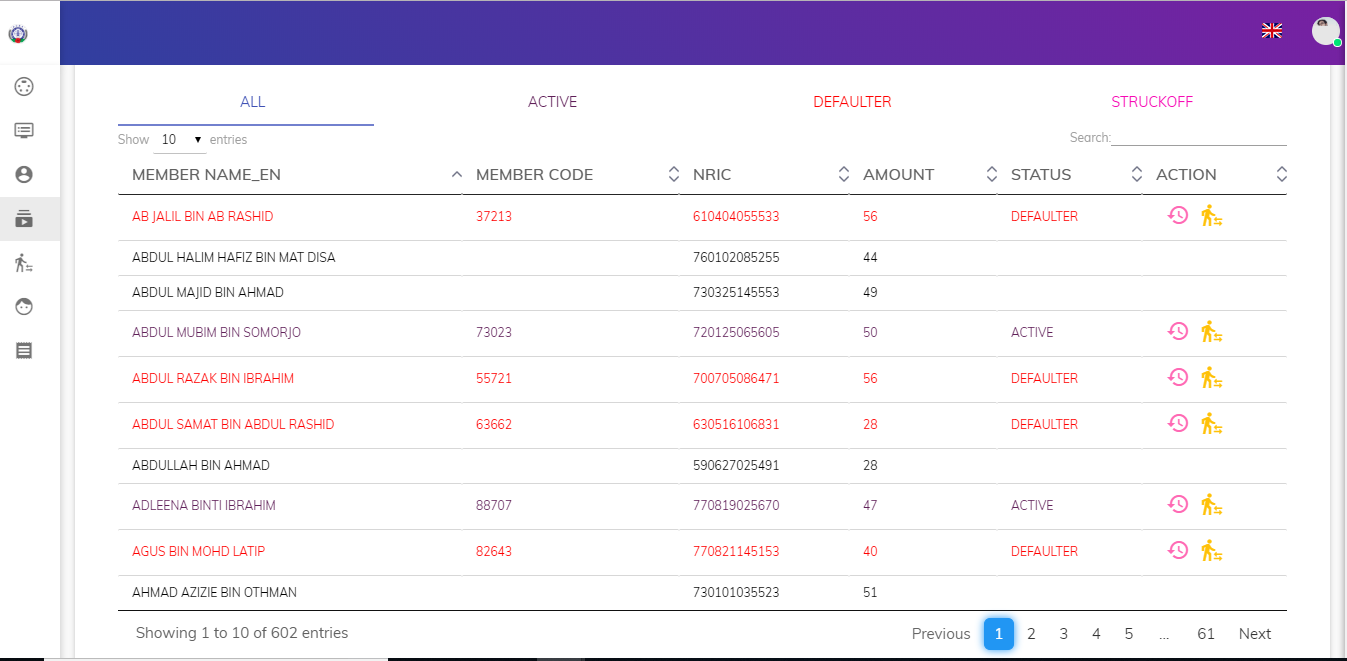 ALL ACTIVE DEFAULTER STRUCKOFF
Show 10 entries Search:
MEMBER NAME_EN MEMBER CODE NRIC AMOUNT STATUS ACTION
AB JALIL BIN AB RASHID 37213 610404055533 56 DEFAULTER
ABDUL HALIM HAFIZ BIN MAT DISA 760102085255 44
ABDUL MAJID BIN AHMAD 730325145553 49
ABDUL MUBIM BIN SOMORJO 73023 720125065605 50 ACTIVE
ABDUL RAZAK BIN IBRAHIM 55721 700705086471 56 DEFAULTER
ABDUL SAMAT BIN ABDUL RASHID 63662 630516106831 28 DEFAULTER
ABDULLAH BIN AHMAD 590627025491 28
ADLEENA BINTI IBRAHIM 88707 770819025670 47 ACTIVE
AGUS BIN MOHD LATIP 82643 770821145153 40 DEFAULTER
AHMAD AZIZIE BIN OTHMAN 730101035523 51
Showing 1 to 10 of 602 entries Previous 1 2 3 4 5 ... 61 Next